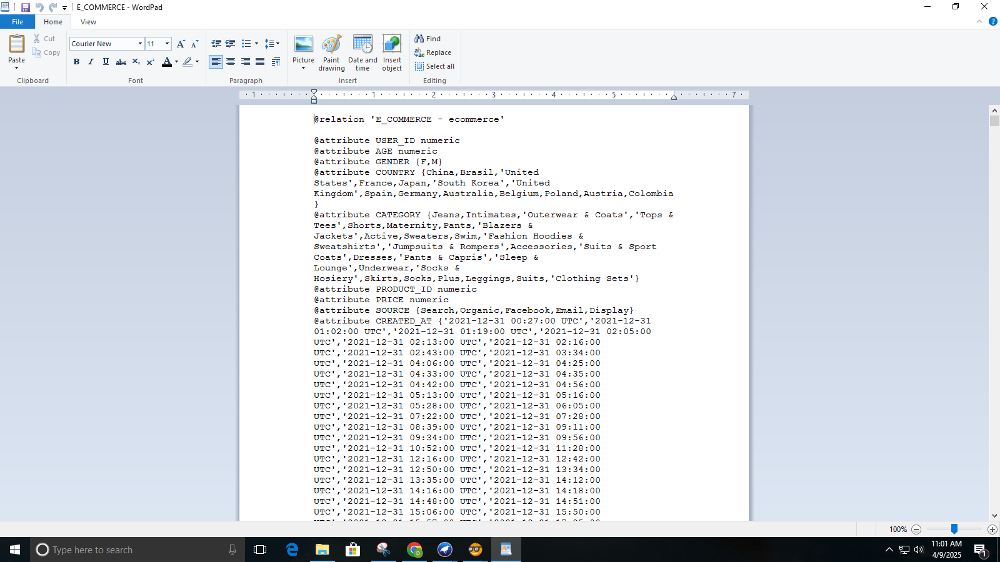 E_COMMERCE - WordPad
File Home View
Paste
Cut
Copy
Clipboard
Courier New 11
Font
Paragraph
Picture
Paint drawing
Date and time
Insert object
Insert
Find
Replace
Select all
Editing
1 1 2 3 4 5 7
@relation 'E_COMMERCE - ecommerce'
@attribute USER_ID numeric
@attribute AGE numeric
@attribute GENDER {F,M}
@attribute COUNTRY {China,Brasil,'United
States',France,Japan,'South Korea','United
Kingdom',Spain,Germany,Australia,Belgium,Poland,Austria,Colombia
}
@attribute CATEGORY {Jeans,Intimates,'Outerwear & Coats','Tops &
Tees',Shorts,Maternity,Pants,'Blazers &
Jackets',Active,Sweaters,Swim,'Fashion Hoodies &
Sweatshirts','Jumpsuits & Rompers',Accessories,'Suits & Sport
Coats',Dresses,'Pants & Capris','Sleep &
Lounge',Underwear,'Socks &
Hosiery',Skirts,Socks,Plus,Leggings,Suits,'Clothing Sets'}
@attribute PRODUCT_ID numeric
@attribute PRICE numeric
@attribute SOURCE {Search,Organic,Facebook,Email,Display}
@attribute CREATED_AT {'2021-12-31 00:27:00 UTC','2021-12-31
01:02:00 UTC','2021-12-31 01:19:00 UTC','2021-12-31 02:05:00
UTC','2021-12-31 02:13:00 UTC','2021-12-31 02:16:00
UTC','2021-12-31 02:43:00 UTC','2021-12-31 03:34:00
UTC','2021-12-31 04:06:00 UTC','2021-12-31 04:25:00
UTC','2021-12-31 04:33:00 UTC','2021-12-31 04:35:00
UTC','2021-12-31 04:42:00 UTC','2021-12-31 04:56:00
UTC','2021-12-31 05:13:00 UTC','2021-12-31 05:16:00
UTC','2021-12-31 05:28:00 UTC','2021-12-31 06:05:00
UTC','2021-12-31 07:22:00 UTC','2021-12-31 07:28:00
UTC','2021-12-31 08:39:00 UTC','2021-12-31 09:11:00
UTC','2021-12-31 09:34:00 UTC','2021-12-31 09:56:00
UTC','2021-12-31 10:52:00 UTC','2021-12-31 11:28:00
UTC','2021-12-31 12:16:00 UTC','2021-12-31 12:42:00
UTC','2021-12-31 12:50:00 UTC','2021-12-31 13:34:00
UTC','2021-12-31 13:35:00 UTC','2021-12-31 14:12:00
UTC','2021-12-31 14:16:00 UTC','2021-12-31 14:18:00
UTC','2021-12-31 14:48:00 UTC','2021-12-31 14:51:00
UTC','2021-12-31 15:06:00 UTC','2021-12-31 15:50:00
100%
Type here to search
11:01 AM
4/9/2025
1